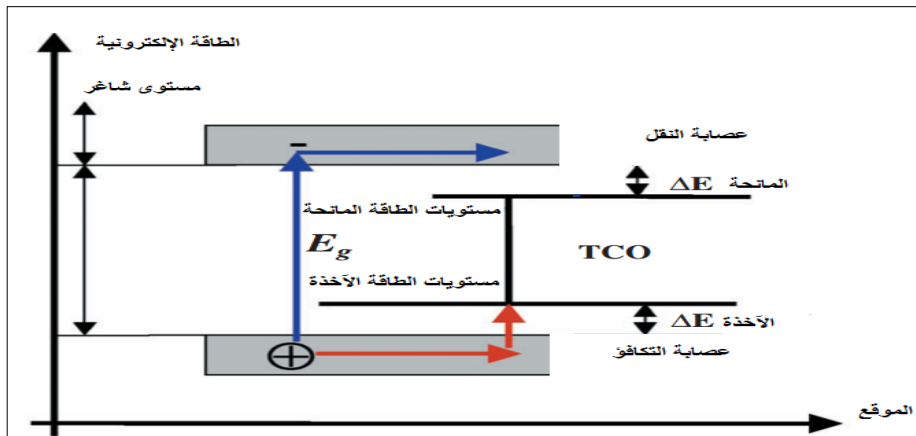 الطاقة الإلكترونية
مستوى شاغر
عصابة النقل
ΔE المانحة
مستويات الطاقة المانحة
E_g
TCO
مستويات الطاقة الآخذة
ΔE الآخذة
عصابة التكافؤ
الموقع
-
+